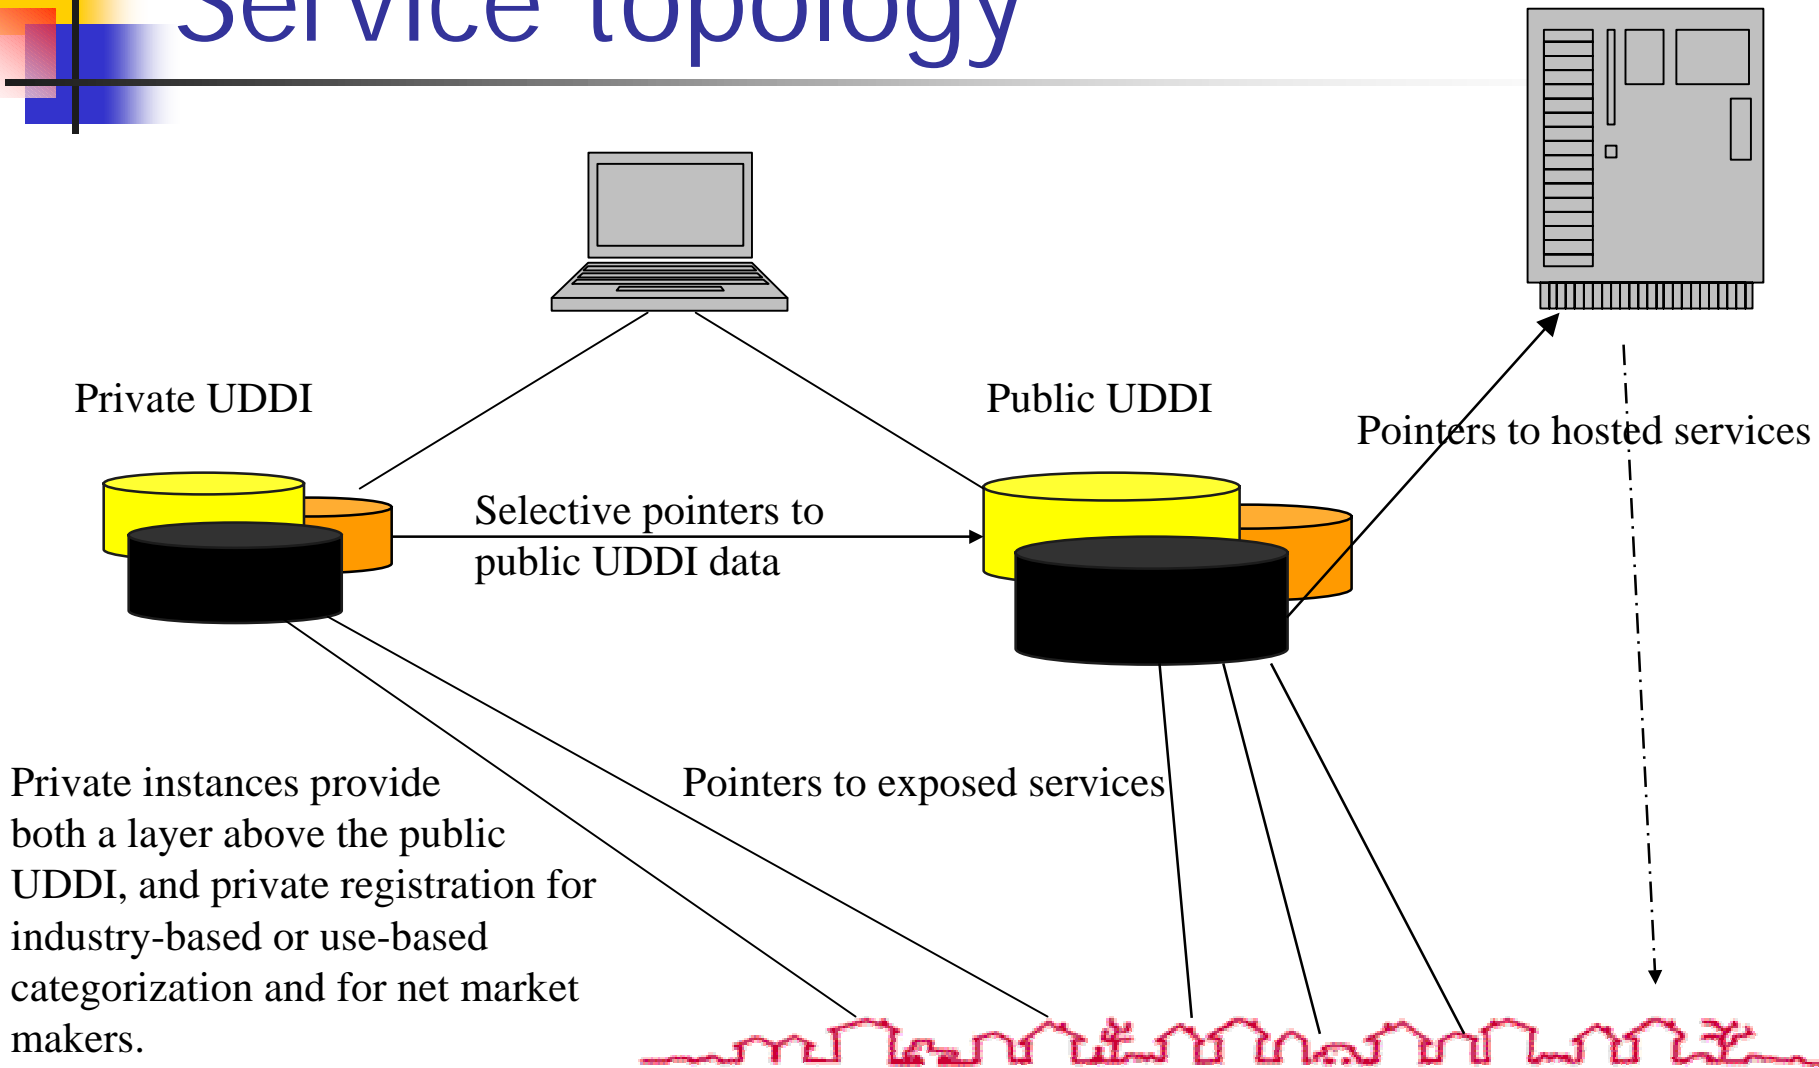 Service topology
Private UDDI
Public UDDI
Pointers to hosted services
Selective pointers to
public UDDI data
Private instances provide
both a layer above the public
UDDI, and private registration for
industry-based or use-based
categorization and for net market
makers.
Pointers to exposed services